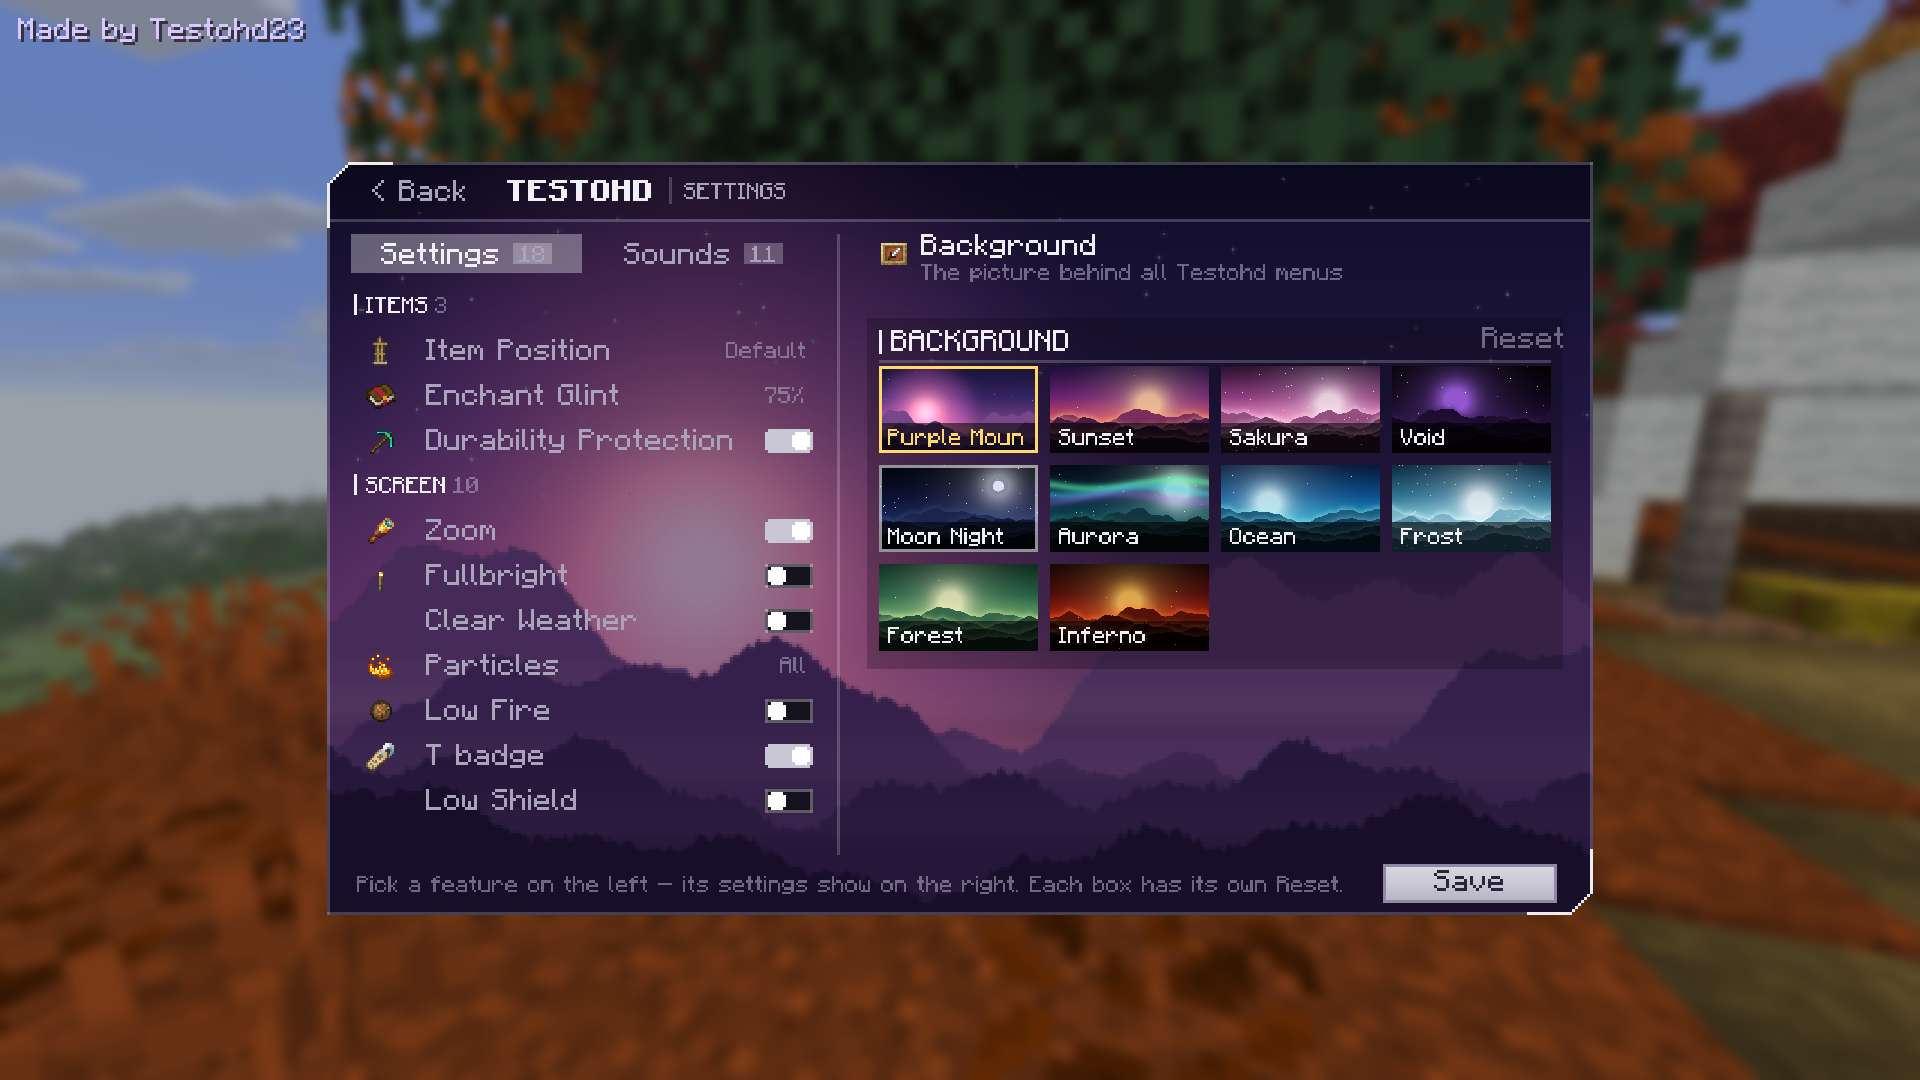 Made by Testohd23
Back
TESTOHD
SETTINGS
Settings 18
Sounds 11
ITEMS 3
Item Position Default
Enchant Glint 75%
Durability Protection
SCREEN 10
Zoom
Fullbright
Clear Weather
Particles All
Low Fire
T badge
Low Shield
Background
The picture behind all Testohd menus
BACKGROUND
Reset
Purple Moun
Sunset
Sakura
Void
Moon Night
Aurora
Ocean
Frost
Forest
Inferno
Pick a feature on the left — its settings show on the right. Each box has its own Reset.
Save